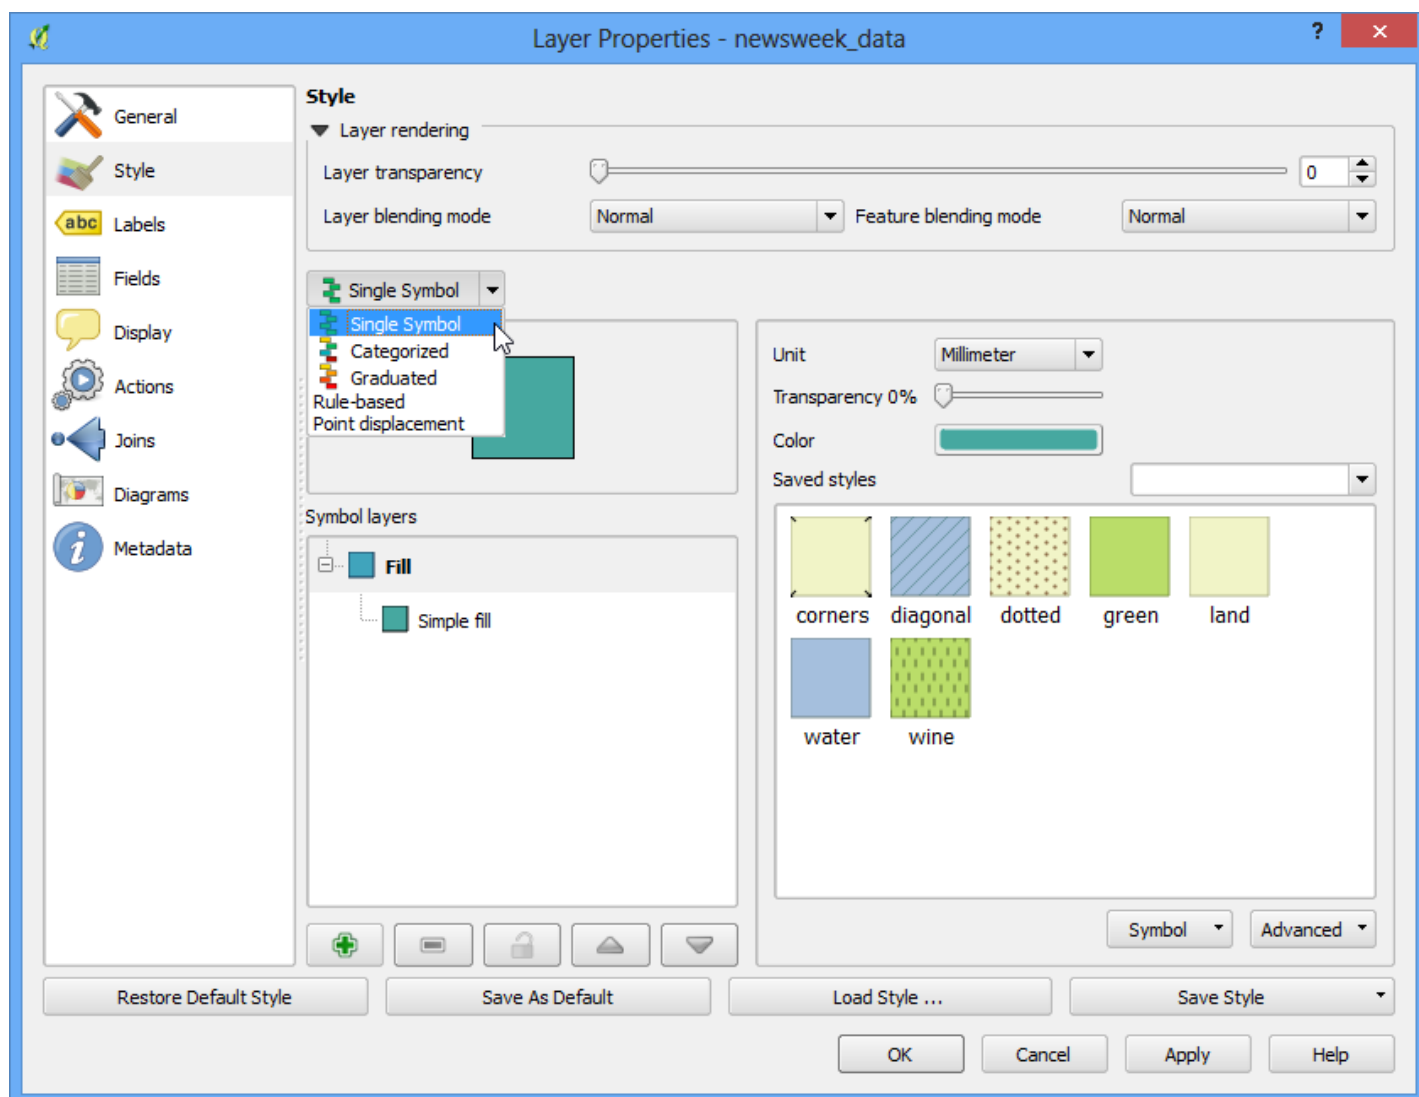 Layer Properties - newsweek_data
?
General
Style
abc Labels
Fields
Display
Actions
Joins
Diagrams
i Metadata
Style
Layer rendering
Layer transparency 0
Layer blending mode Normal Feature blending mode Normal
Single Symbol
Single Symbol
Categorized
Graduated
Rule-based
Point displacement
Symbol layers
Fill
Simple fill
Unit Millimeter
Transparency 0%
Color
Saved styles
corners diagonal dotted green land
water wine
Symbol Advanced
Restore Default Style Save As Default Load Style ... Save Style
OK Cancel Apply Help